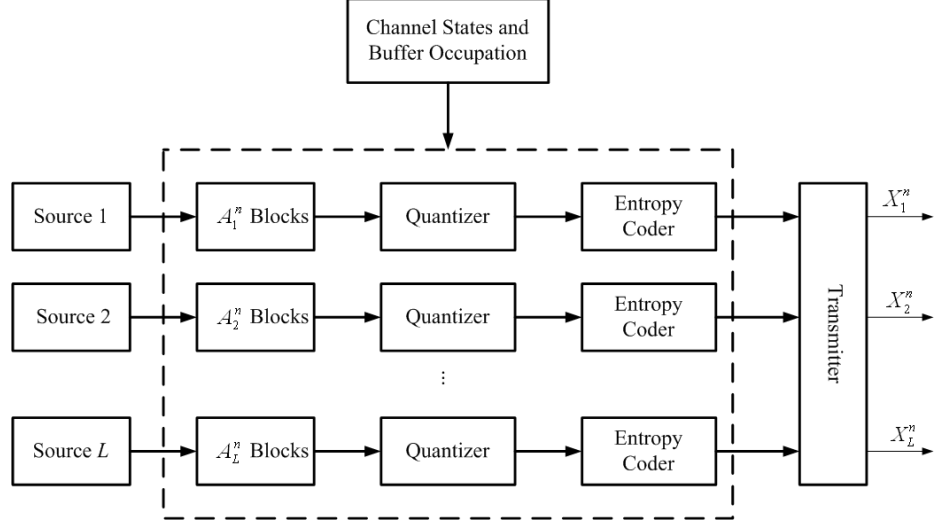 Channel States and
Buffer Occupation
Source 1
A_1^n Blocks
Quantizer
Entropy
Coder
X_1^n
Source 2
A_2^n Blocks
Quantizer
Entropy
Coder
X_2^n
Transmitter
⋮
Source L
A_L^n Blocks
Quantizer
Entropy
Coder
X_L^n